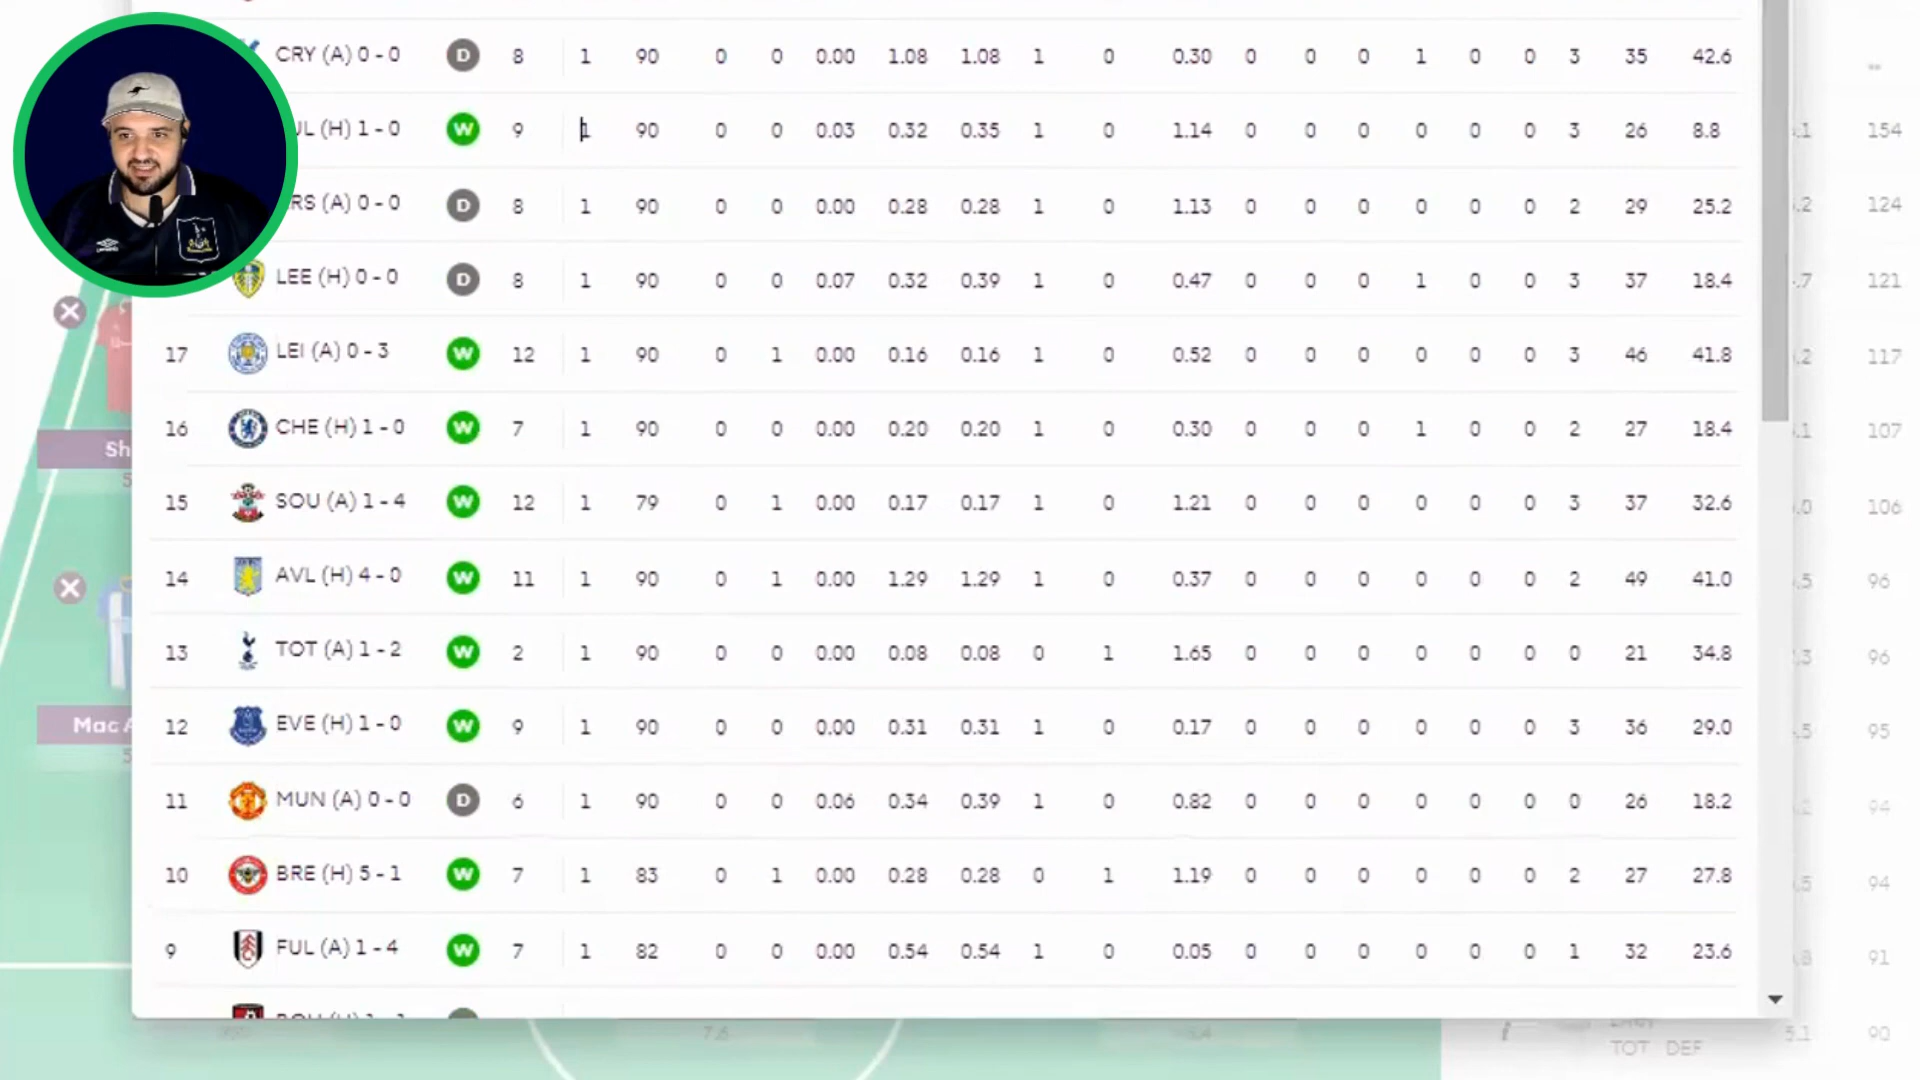 CRY (A) 0 - 0 D 8 1 90 0 0 0.00 1.08 1.08 1 0 0.30 0 0 0 1 0 0 3 35 42.6
UL (H) 1 - 0 W 9 1 90 0 0 0.03 0.32 0.35 1 0 1.14 0 0 0 0 0 0 3 26 8.8 .1 154
RS (A) 0 - 0 D 8 1 90 0 0 0.00 0.28 0.28 1 0 1.13 0 0 0 0 0 0 2 29 25.2 .2 124
LEE (H) 0 - 0 D 8 1 90 0 0 0.07 0.32 0.39 1 0 0.47 0 0 0 1 0 0 3 37 18.4 .7 121
17 LEI (A) 0 - 3 W 12 1 90 0 1 0.00 0.16 0.16 1 0 0.52 0 0 0 0 0 0 3 46 41.8 .2 117
16 CHE (H) 1 - 0 W 7 1 90 0 0 0.00 0.20 0.20 1 0 0.30 0 0 0 1 0 0 2 27 18.4 .1 107
Sh
15 SOU (A) 1 - 4 W 12 1 79 0 1 0.00 0.17 0.17 1 0 1.21 0 0 0 0 0 0 3 37 32.6 .0 106
14 AVL (H) 4 - 0 W 11 1 90 0 1 0.00 1.29 1.29 1 0 0.37 0 0 0 0 0 0 2 49 41.0 .5 96
13 TOT (A) 1 - 2 W 2 1 90 0 0 0.00 0.08 0.08 0 1 1.65 0 0 0 0 0 0 0 21 34.8 .3 96
12 EVE (H) 1 - 0 W 9 1 90 0 0 0.00 0.31 0.31 1 0 0.17 0 0 0 0 0 0 3 36 29.0 .5 95
Mac A
11 MUN (A) 0 - 0 D 6 1 90 0 0 0.06 0.34 0.39 1 0 0.82 0 0 0 0 0 0 0 26 18.2 94
10 BRE (H) 5 - 1 W 7 1 83 0 1 0.00 0.28 0.28 0 1 1.19 0 0 0 0 0 0 2 27 27.8 .5 94
9 FUL (A) 1 - 4 W 7 1 82 0 0 0.00 0.54 0.54 1 0 0.05 0 0 0 0 0 0 1 32 23.6 .8 91
7.6 5.1 90
TOT DEF